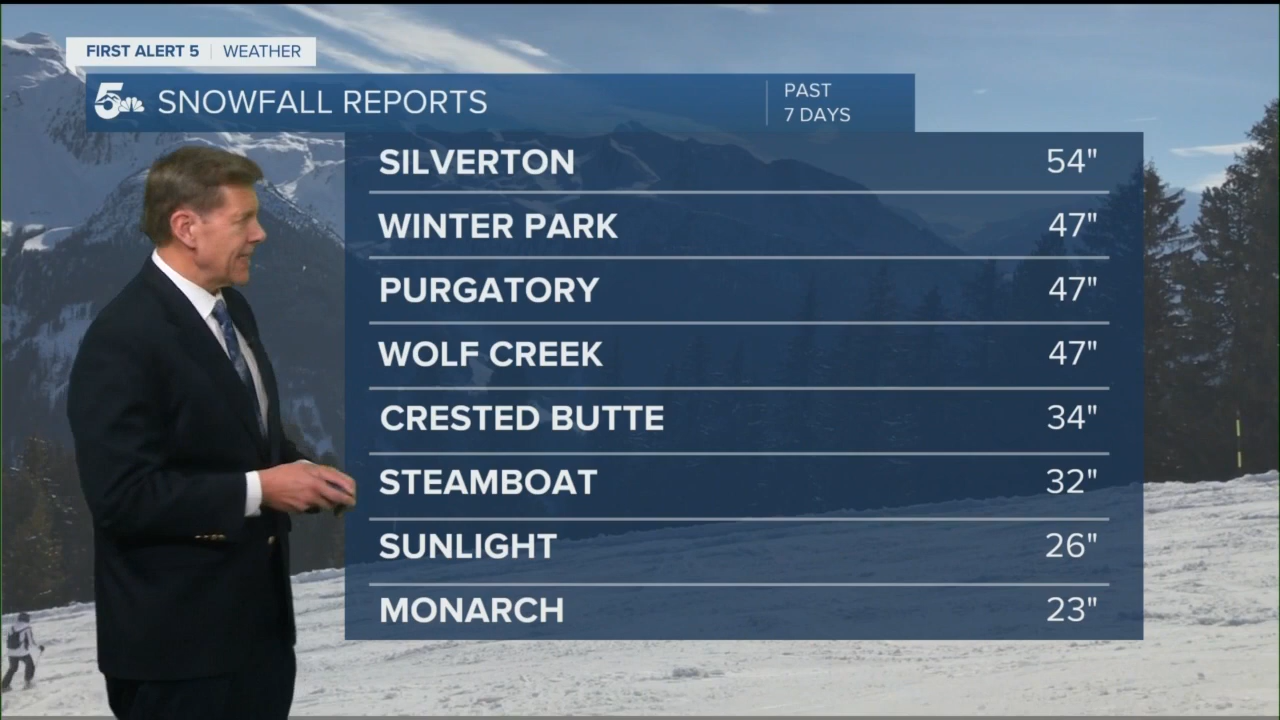 FIRST ALERT 5 | WEATHER
5 SNOWFALL REPORTS
PAST
7 DAYS
SILVERTON 54"
WINTER PARK 47"
PURGATORY 47"
WOLF CREEK 47"
CRESTED BUTTE 34"
STEAMBOAT 32"
SUNLIGHT 26"
MONARCH 23"